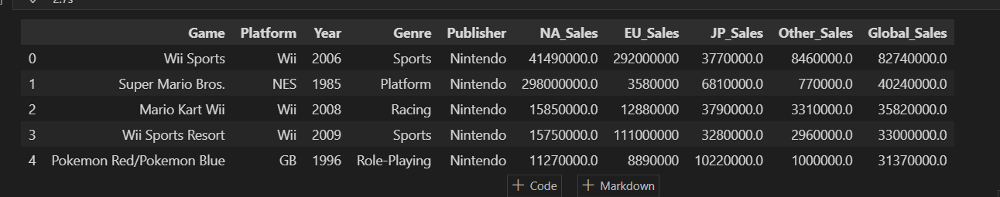 2.7s
Game Platform Year Genre Publisher NA_Sales EU_Sales JP_Sales Other_Sales Global_Sales
0 Wii Sports Wii 2006 Sports Nintendo 41490000.0 292000000 3770000.0 8460000.0 82740000.0
1 Super Mario Bros. NES 1985 Platform Nintendo 298000000.0 3580000 6810000.0 770000.0 40240000.0
2 Mario Kart Wii Wii 2008 Racing Nintendo 15850000.0 12880000 3790000.0 3310000.0 35820000.0
3 Wii Sports Resort Wii 2009 Sports Nintendo 15750000.0 111000000 3280000.0 2960000.0 33000000.0
4 Pokemon Red/Pokemon Blue GB 1996 Role-Playing Nintendo 11270000.0 8890000 10220000.0 1000000.0 31370000.0
+ Code + Markdown